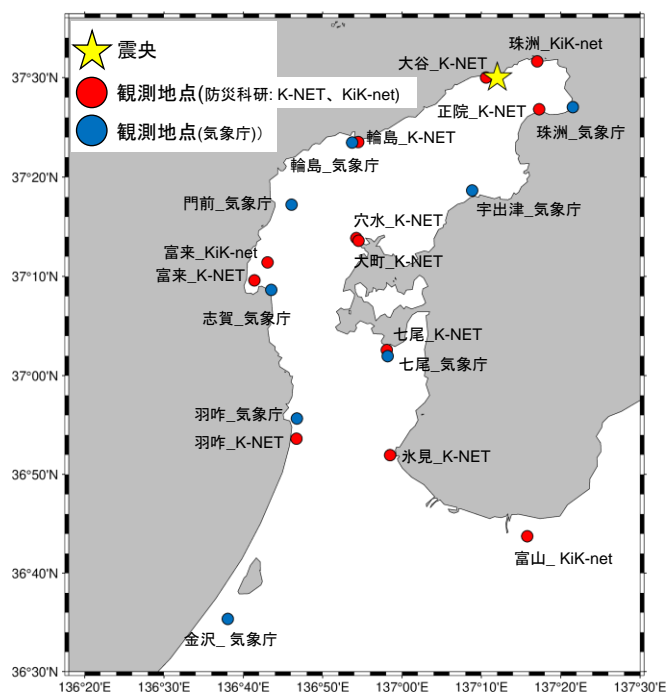 震央
観測地点(防災科研: K-NET、KiK-net)
観測地点(気象庁))
珠洲_KiK-net
大谷_K-NET
正院_K-NET
珠洲_気象庁
輪島_K-NET
輪島_気象庁
門前_気象庁
宇出津_気象庁
穴水_K-NET
大町_K-NET
富来_KiK-net
富来_K-NET
志賀_気象庁
七尾_K-NET
七尾_気象庁
羽咋_気象庁
羽咋_K-NET
氷見_K-NET
富山_ KiK-net
金沢_ 気象庁
37°30'N
37°20'N
37°10'N
37°00'N
36°50'N
36°40'N
36°30'N
136°20'E 136°30'E 136°40'E 136°50'E 137°00'E 137°10'E 137°20'E 137°30'E